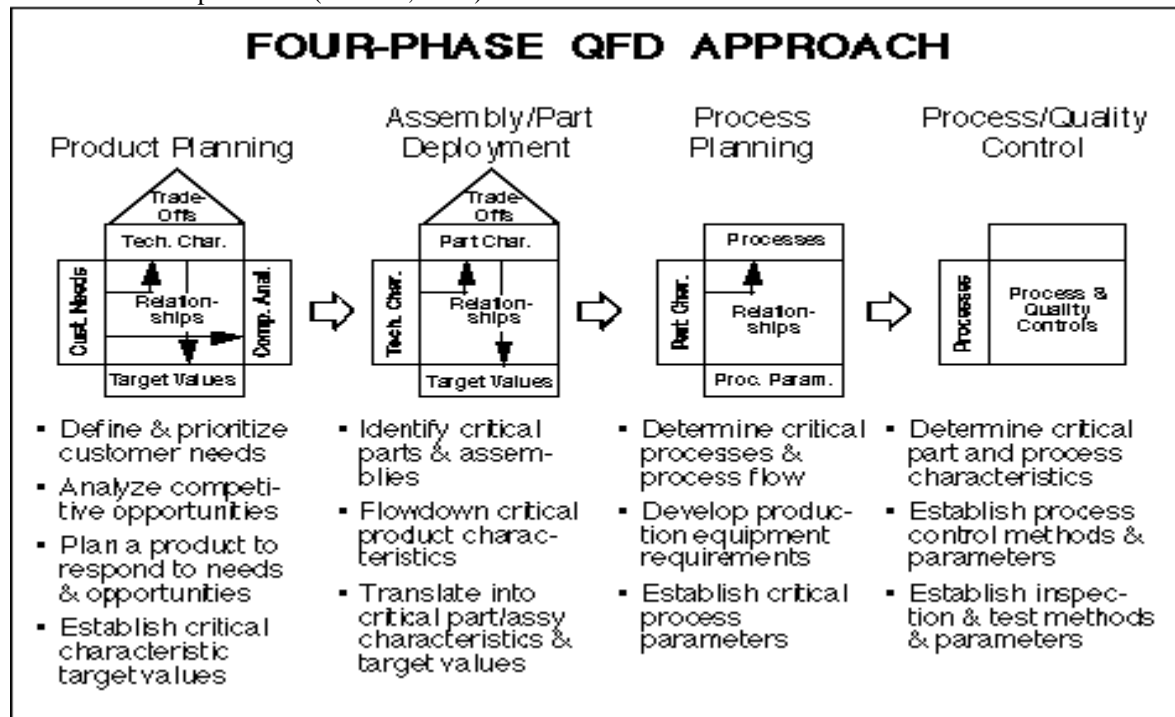 FOUR-PHASE QFD APPROACH
Product Planning
Trade-
Offs
Tech. Char.
Cust. Needs
Relation-
ships
Comp. Anal.
Target Values
▪ Define & prioritize
customer needs
▪ Analyze competi-
tive opportunities
▪ Plan a product to
respond to needs
& opportunities
▪ Establish critical
characteristic
target values
Assembly/Part
Deployment
Trade-
Offs
Part Char.
Tech. Char.
Relation-
ships
Target Values
▪ Identify critical
parts & assem-
blies
▪ Flowdown critical
product charac-
teristics
▪ Translate into
critical part/assy
characteristics &
target values
Process
Planning
Processes
Part Char.
Relation-
ships
Proc. Param.
▪ Determine critical
processes &
process flow
▪ Develop produc-
tion equipment
requirements
▪ Establish critical
process
parameters
Process/Quality
Control
Processes
Process &
Quality
Controls
▪ Determine critical
part and process
characteristics
▪ Establish process
control methods &
parameters
▪ Establish inspec-
tion & test methods
& parameters